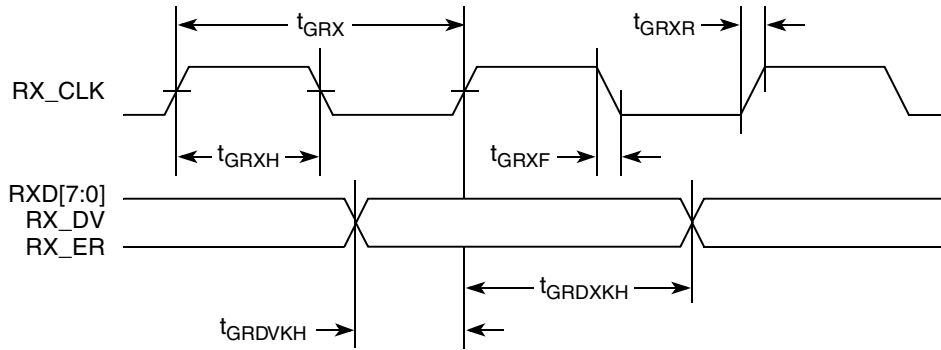 tGRX
tGRXR
RX_CLK
tGRXH
tGRXF
RXD[7:0]
RX_DV
RX_ER
tGRDXKH
tGRDVKH